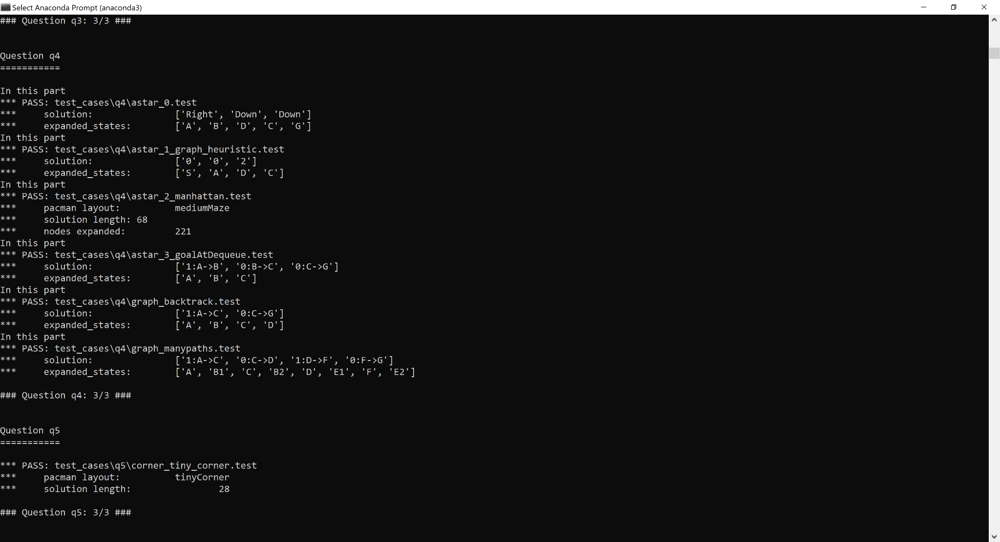 Select Anaconda Prompt (anaconda3)
### Question q3: 3/3 ###
Question q4
===========
In this part
*** PASS: test_cases\q4\astar_0.test
***     solution:               ['Right', 'Down', 'Down']
***     expanded_states:        ['A', 'B', 'D', 'C', 'G']
In this part
*** PASS: test_cases\q4\astar_1_graph_heuristic.test
***     solution:               ['0', '0', '2']
***     expanded_states:        ['S', 'A', 'D', 'C']
In this part
*** PASS: test_cases\q4\astar_2_manhattan.test
***     pacman layout:          mediumMaze
***     solution length: 68
***     nodes expanded:         221
In this part
*** PASS: test_cases\q4\astar_3_goalAtDequeue.test
***     solution:               ['1:A->B', '0:B->C', '0:C->G']
***     expanded_states:        ['A', 'B', 'C']
In this part
*** PASS: test_cases\q4\graph_backtrack.test
***     solution:               ['1:A->C', '0:C->G']
***     expanded_states:        ['A', 'B', 'C', 'D']
In this part
*** PASS: test_cases\q4\graph_manypaths.test
***     solution:               ['1:A->C', '0:C->D', '1:D->F', '0:F->G']
***     expanded_states:        ['A', 'B1', 'C', 'B2', 'D', 'E1', 'F', 'E2']
### Question q4: 3/3 ###
Question q5
===========
*** PASS: test_cases\q5\corner_tiny_corner.test
***     pacman layout:          tinyCorner
***     solution length:                28
### Question q5: 3/3 ###